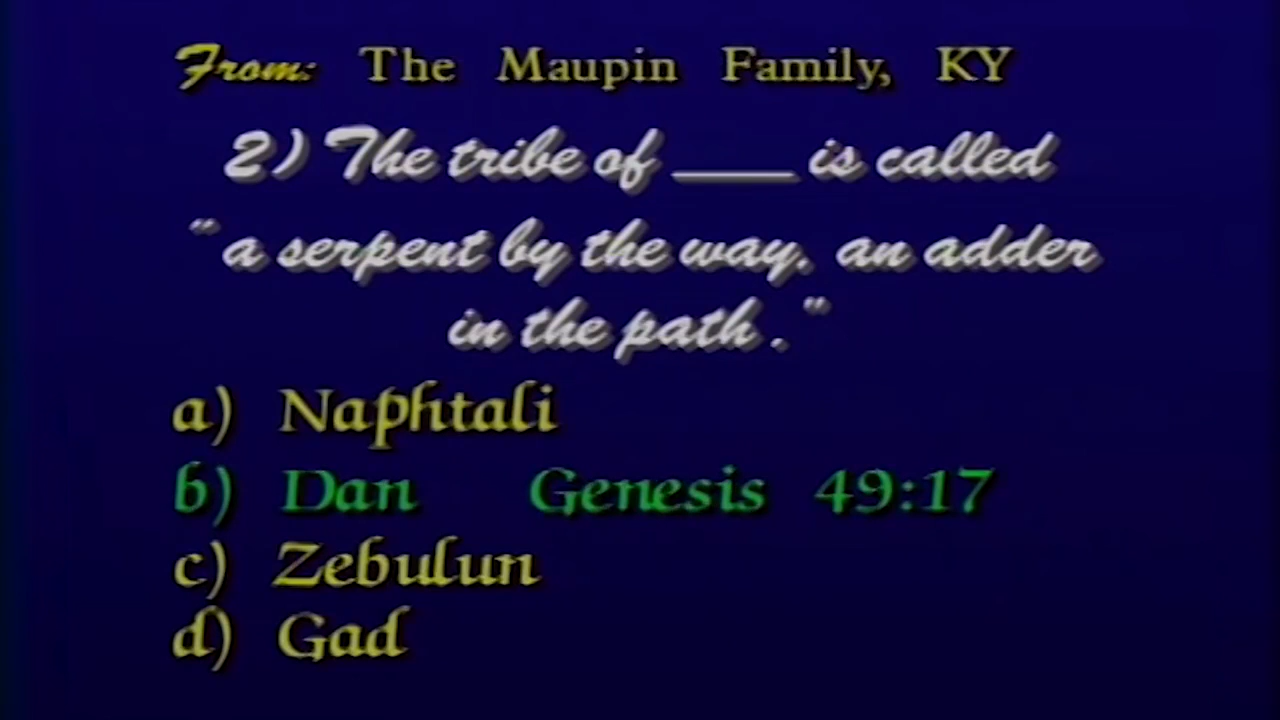 From: The Maupin Family, KY
2) The tribe of ____ is called
"a serpent by the way, an adder
in the path."
a) Naphtali
b) Dan Genesis 49:17
c) Zebulun
d) Gad